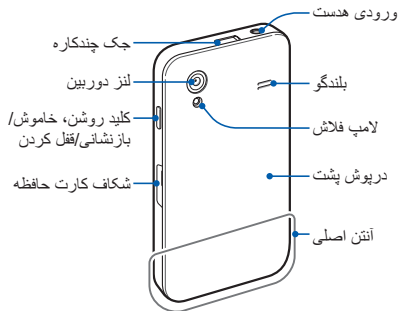 ورودی هدست
جک چندکاره
لنز دوربین
بلندگو
لامپ فلاش
کلید روشن، خاموش/
بازنشانی/قفل کردن
درپوش پشت
شکاف کارت حافظه
آنتن اصلی